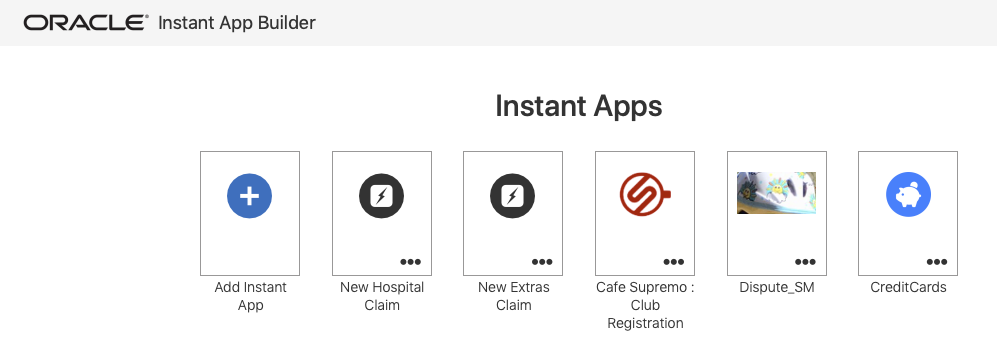 ORACLE® Instant App Builder
Instant Apps
Add Instant
App
New Hospital
Claim
New Extras
Claim
Cafe Supremo :
Club
Registration
Dispute_SM
CreditCards